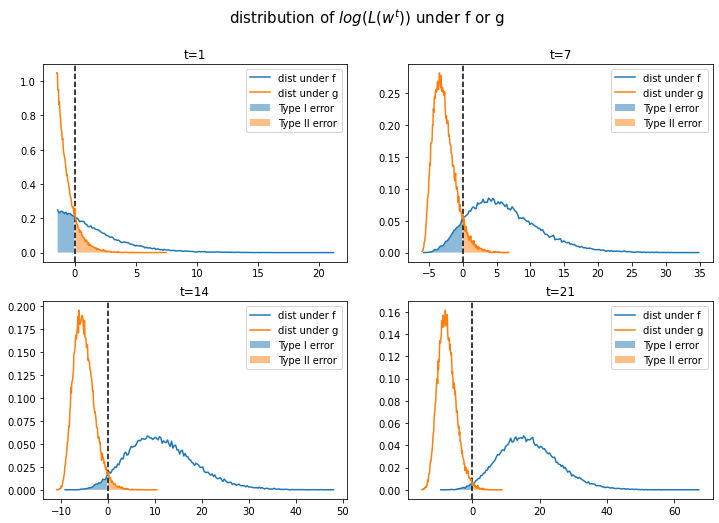 distribution of log(L(w^t)) under f or g
t=1
1.0
0.8
0.6
0.4
0.2
0.0
0
5
10
15
20
dist under f
dist under g
Type I error
Type II error
t=7
0.25
0.20
0.15
0.10
0.05
0.00
−5
0
5
10
15
20
25
30
35
dist under f
dist under g
Type I error
Type II error
t=14
0.200
0.175
0.150
0.125
0.100
0.075
0.050
0.025
0.000
−10
0
10
20
30
40
50
dist under f
dist under g
Type I error
Type II error
t=21
0.16
0.14
0.12
0.10
0.08
0.06
0.04
0.02
0.00
0
20
40
60
dist under f
dist under g
Type I error
Type II error